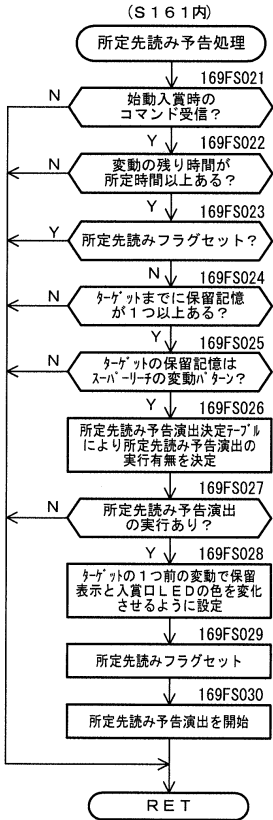 (S161内)
所定先読み予告処理
169FS021
N
始動入賞時の
コマンド受信？
Y
169FS022
N
変動の残り時間が
所定時間以上ある？
Y
169FS023
Y
所定先読みフラグセット？
N
169FS024
N
ﾀｰｹﾞｯﾄまでに保留記憶
が１つ以上ある？
Y
169FS025
N
ﾀｰｹﾞｯﾄの保留記憶は
ｽｰﾊﾟｰﾘｰﾁの変動ﾊﾟﾀｰﾝ？
Y
169FS026
所定先読み予告演出決定ﾃｰﾌﾞﾙ
により所定先読み予告演出の
実行有無を決定
169FS027
N
所定先読み予告演出
の実行あり？
Y
169FS028
ﾀｰｹﾞｯﾄの１つ前の変動で保留
表示と入賞口ＬＥＤの色を変化
させるように設定
169FS029
所定先読みフラグセット
169FS030
所定先読み予告演出を開始
ＲＥＴ